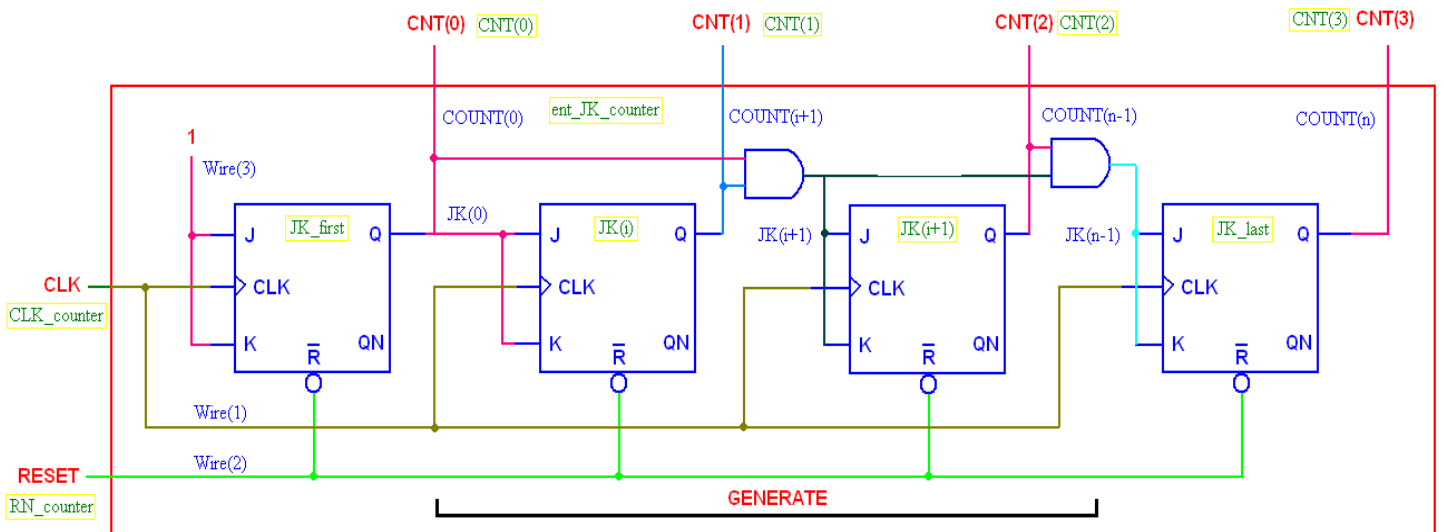 CNT(0) CNT(0) CNT(1) CNT(1) CNT(2) CNT(2) CNT(3) CNT(3)
ent_JK_counter
COUNT(0) COUNT(i+1) COUNT(n-1) COUNT(n)
1
Wire(3)
JK(0) JK(i+1) JK(n-1)
JK_first JK(i) JK(i+1) JK_last
J Q J Q J Q J Q
CLK CLK CLK CLK CLK
CLK_counter
K R QN K R QN K R QN K R QN
Wire(1)
Wire(2)
RESET
RN_counter
GENERATE